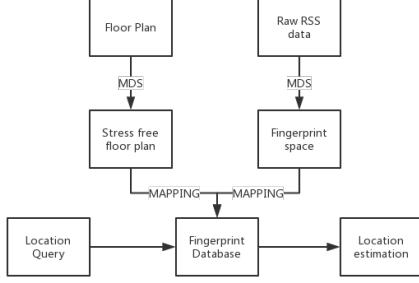 Floor Plan
Raw RSS
data
MDS
MDS
Stress free
floor plan
Fingerprint
space
MAPPING
MAPPING
Location
Query
Fingerprint
Database
Location
estimation